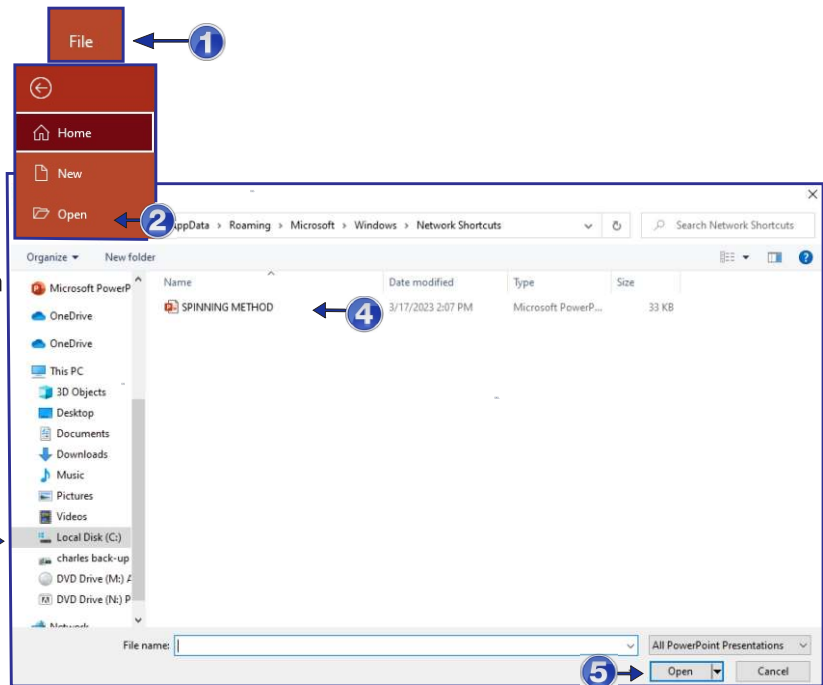 File
1
Home
New
Open
2
AppData > Roaming > Microsoft > Windows > Network Shortcuts
Search Network Shortcuts
Organize
New folder
?
Name
Date modified
Type
Size
SPINNING METHOD
4
3/17/2023 2:07 PM
Microsoft PowerP...
33 KB
Microsoft PowerP
OneDrive
OneDrive
This PC
3D Objects
Desktop
Documents
Downloads
Music
Pictures
Videos
Local Disk (C:)
charles back-up
DVD Drive (M:) A
DVD Drive (N:) P
Network
File name:
All PowerPoint Presentations
5
Open
Cancel